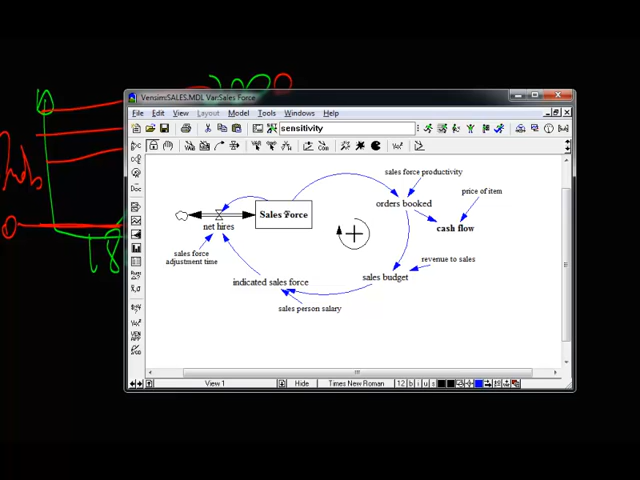 Vensim:SALES.MDL Var:Sales Force
File Edit View Layout Model Tools Windows Help
sensitivity
sales force productivity
price of item
orders booked
Sales Force
cash flow
net hires
sales force
adjustment time
revenue to sales
sales budget
indicated sales force
sales person salary
View 1 Hide Times New Roman 12 b i u s
18